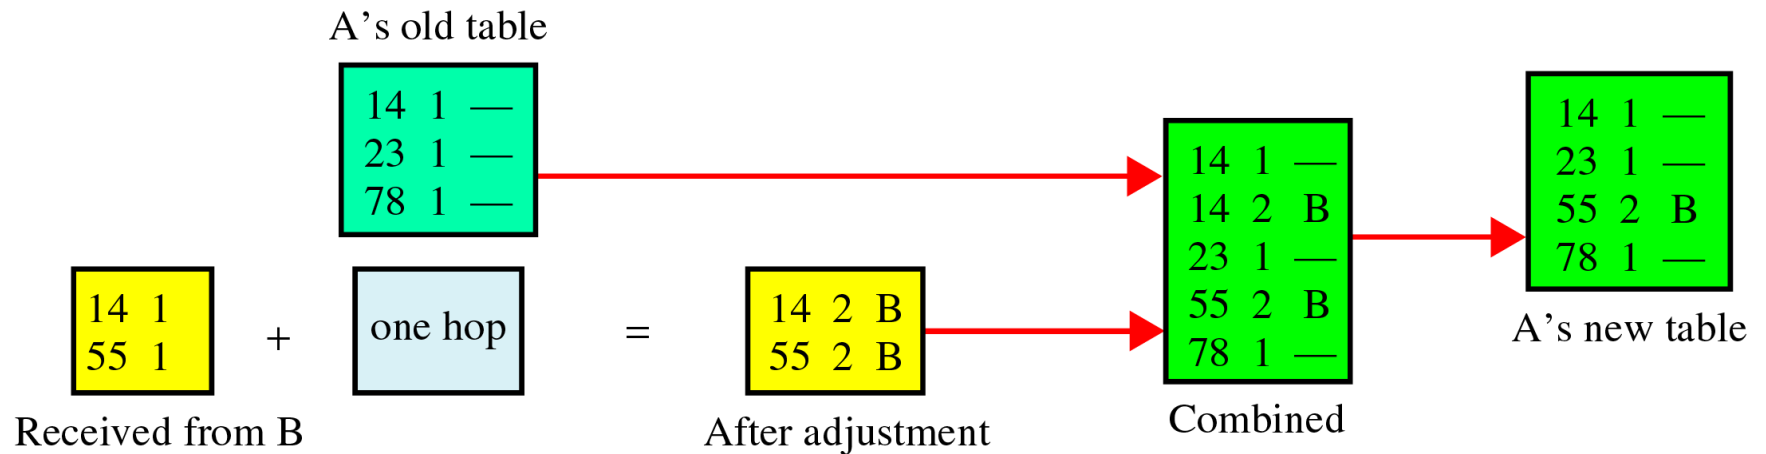 A’s old table
14 1 —
23 1 —
78 1 —
14 1
55 1
Received from B
+
one hop
=
14 2 B
55 2 B
After adjustment
14 1 —
14 2 B
23 1 —
55 2 B
78 1 —
Combined
14 1 —
23 1 —
55 2 B
78 1 —
A’s new table